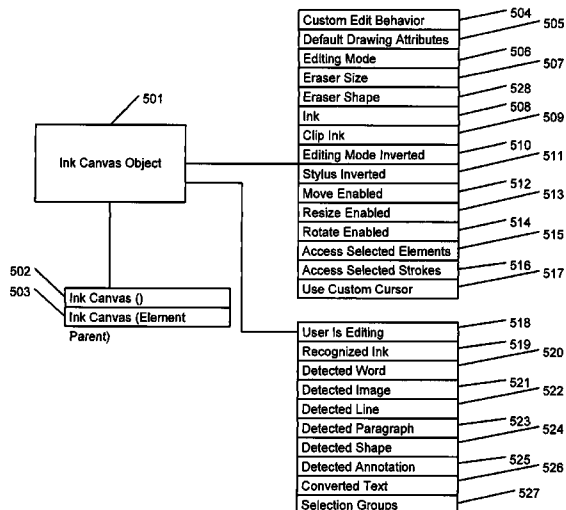 501
Ink Canvas Object
502
Ink Canvas ()
503
Ink Canvas (Element
Parent)
Custom Edit Behavior 504
Default Drawing Attributes 505
Editing Mode 506
Eraser Size 507
Eraser Shape 528
Ink 508
Clip Ink 509
Editing Mode Inverted 510
Stylus Inverted 511
Move Enabled 512
Resize Enabled 513
Rotate Enabled 514
Access Selected Elements 515
Access Selected Strokes 516
Use Custom Cursor 517
User Is Editing 518
Recognized Ink 519
Detected Word 520
Detected Image 521
Detected Line 522
Detected Paragraph 523
Detected Shape 524
Detected Annotation 525
Converted Text 526
Selection Groups 527